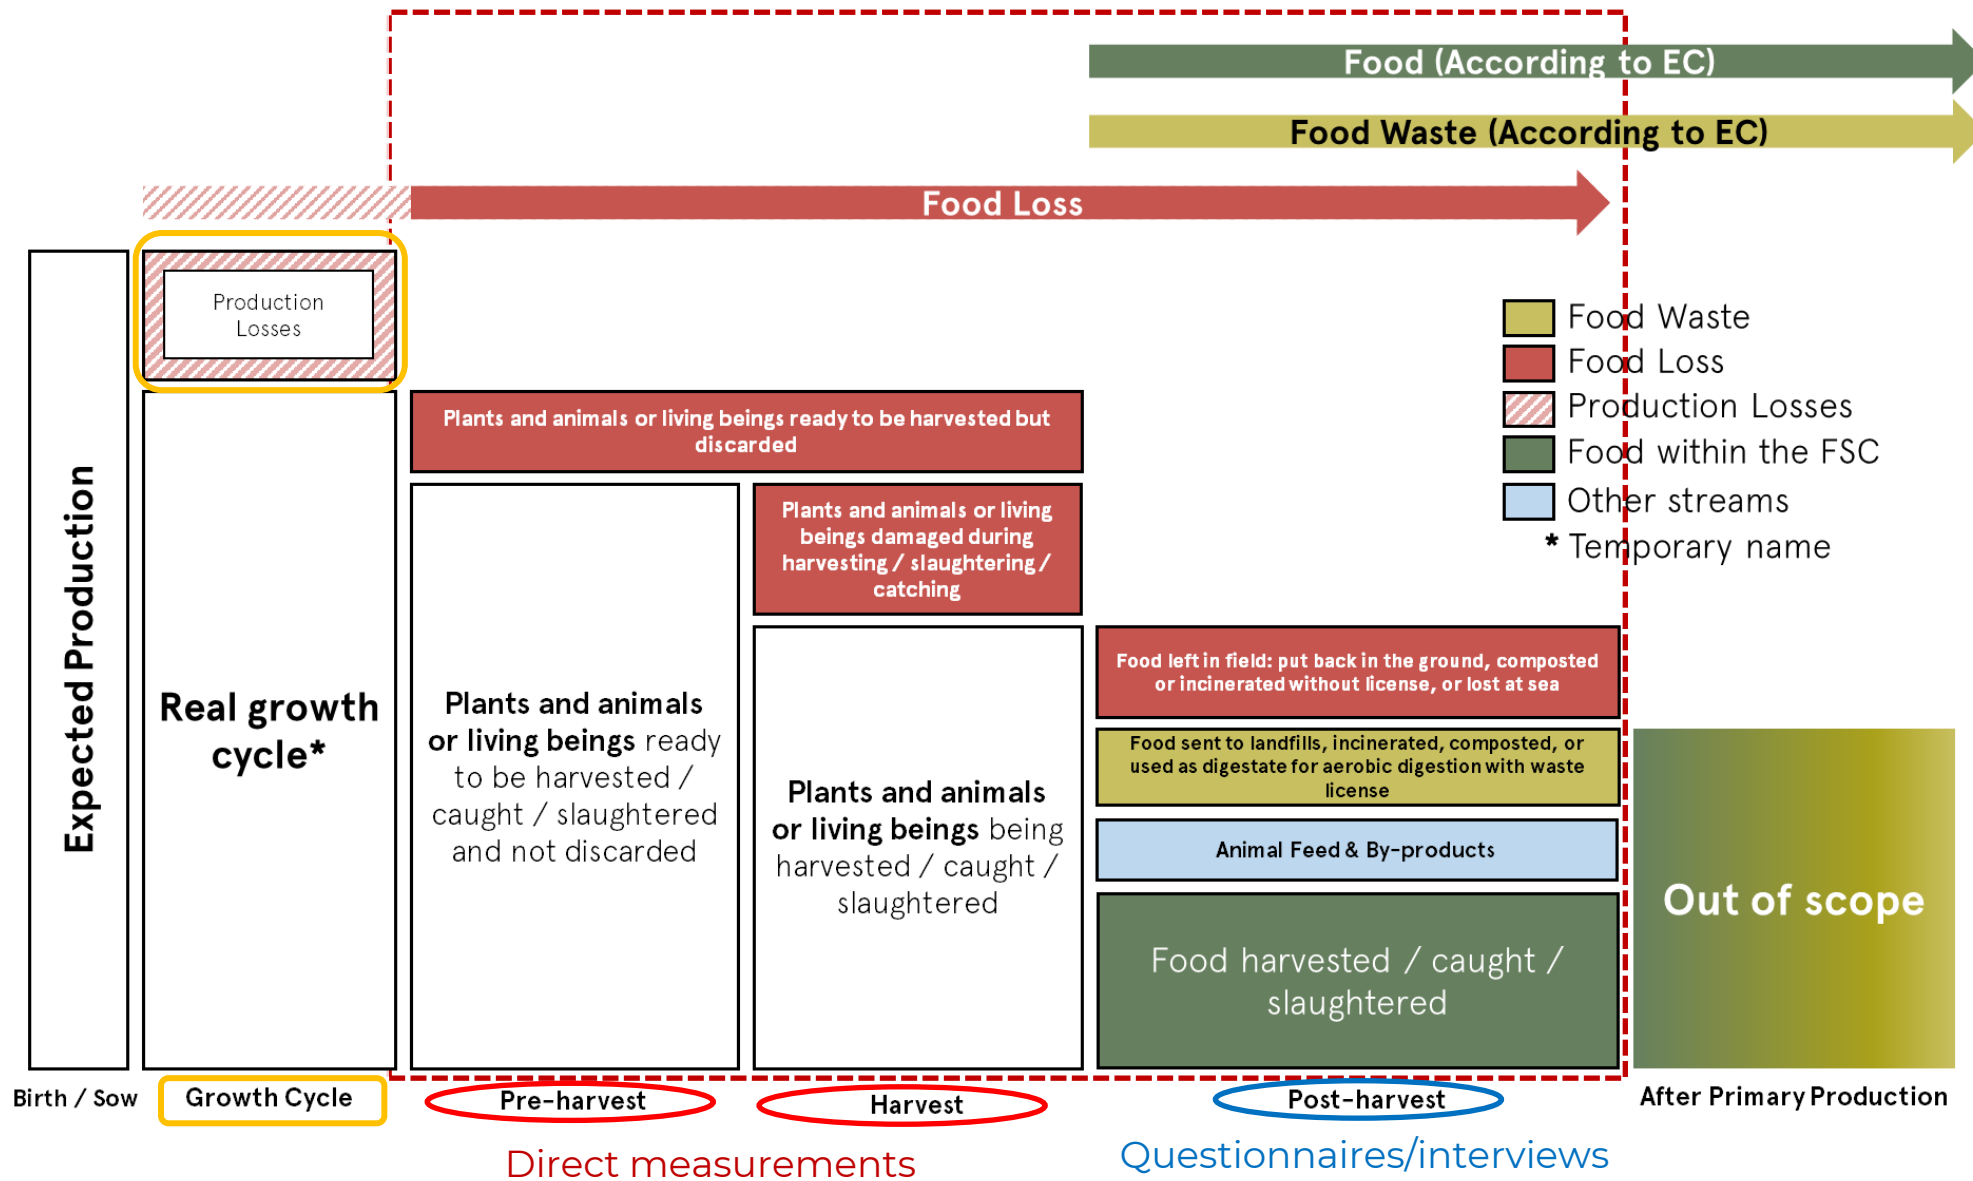 Food (According to EC)
Food Waste (According to EC)
Food Loss
Production
Losses
Food Waste
Food Loss
Production Losses
Food within the FSC
Other streams
* Temporary name
Expected Production
Real growth
cycle*
Plants and animals or living beings ready to be harvested but
discarded
Plants and animals
or living beings ready
to be harvested /
caught / slaughtered
and not discarded
Plants and animals or living
beings damaged during
harvesting / slaughtering /
catching
Plants and animals
or living beings being
harvested / caught /
slaughtered
Food left in field: put back in the ground, composted
or incinerated without license, or lost at sea
Food sent to landfills, incinerated, composted, or
used as digestate for aerobic digestion with waste
license
Animal Feed & By-products
Food harvested / caught /
slaughtered
Out of scope
Birth / Sow
Growth Cycle
Pre-harvest
Harvest
Post-harvest
After Primary Production
Direct measurements
Questionnaires/interviews